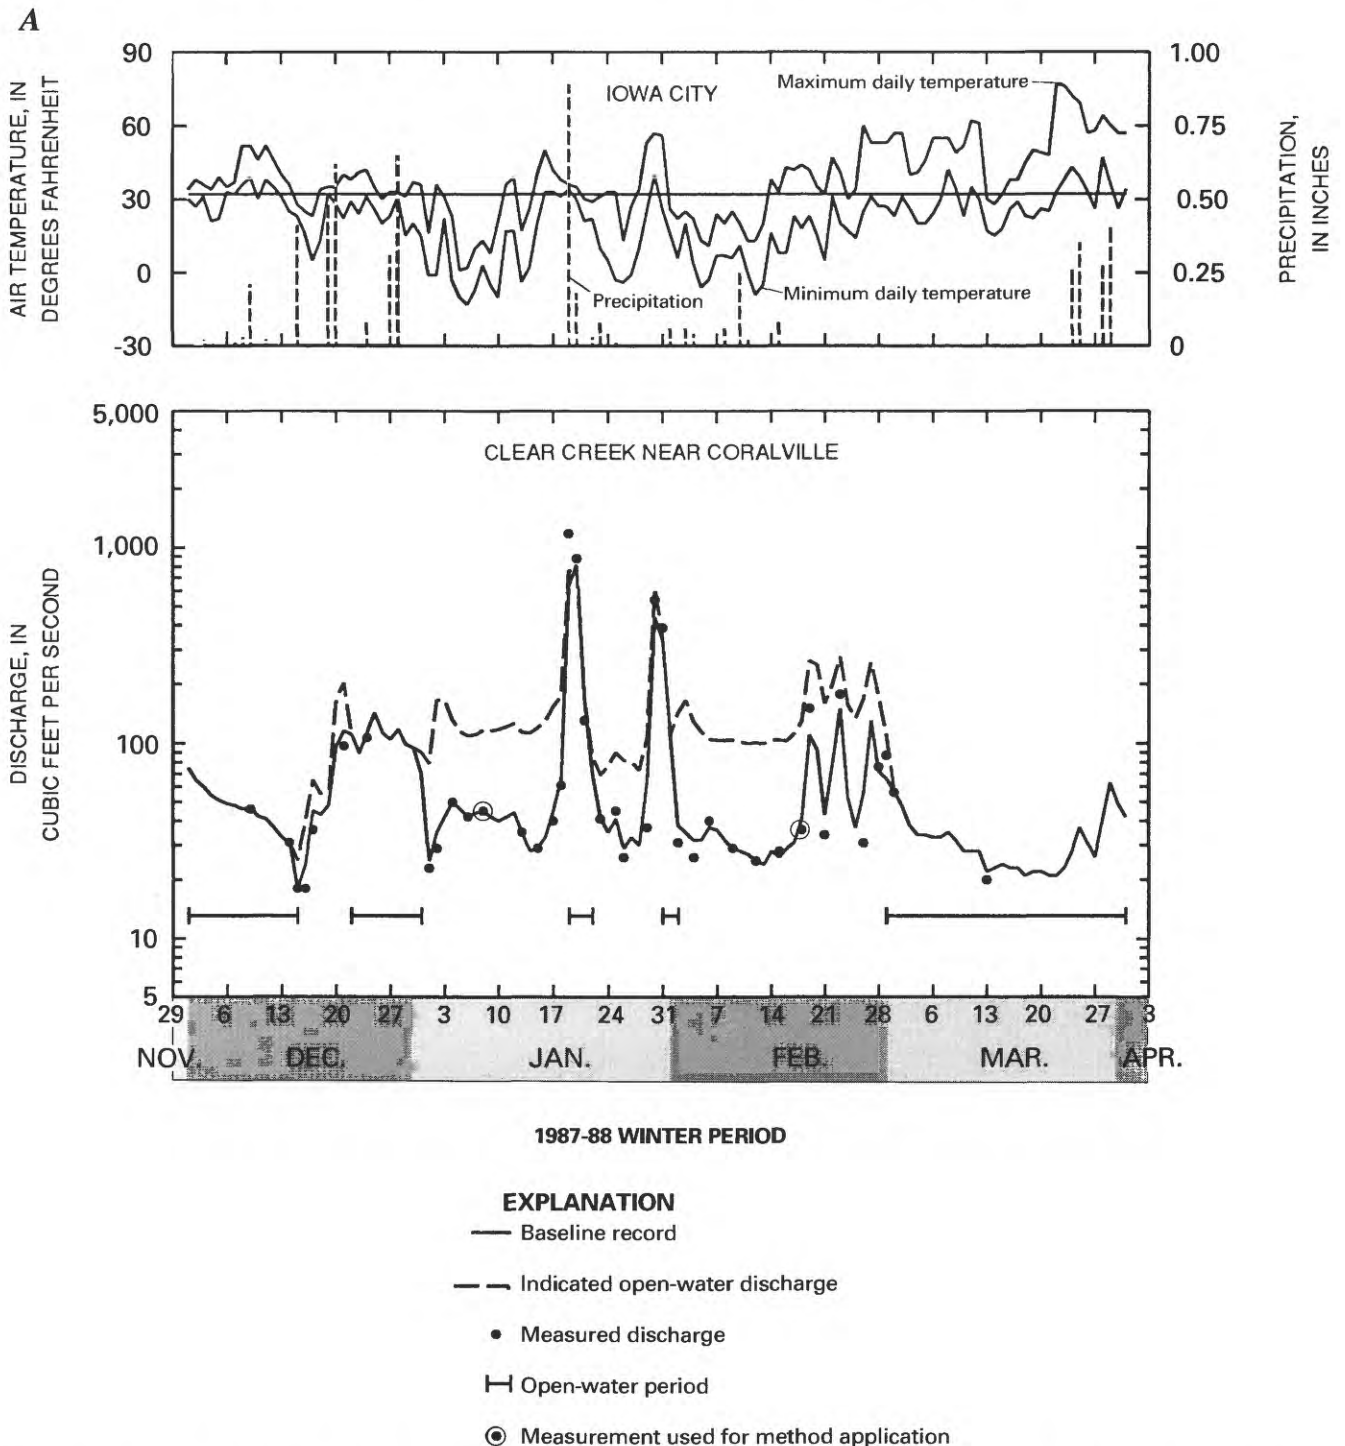 A
90
60
30
0
-30
AIR TEMPERATURE, IN
DEGREES FAHRENHEIT
IOWA CITY
Maximum daily temperature
Precipitation
Minimum daily temperature
1.00
0.75
0.50
0.25
0
PRECIPITATION,
IN INCHES
CLEAR CREEK NEAR CORALVILLE
5,000
1,000
100
10
5
DISCHARGE, IN
CUBIC FEET PER SECOND
29 6 13 20 27 3 10 17 24 31 7 14 21 28 6 13 20 27 3
NOV. DEC. JAN. FEB. MAR. APR.
1987-88 WINTER PERIOD
EXPLANATION
Baseline record
Indicated open-water discharge
Measured discharge
Open-water period
Measurement used for method application